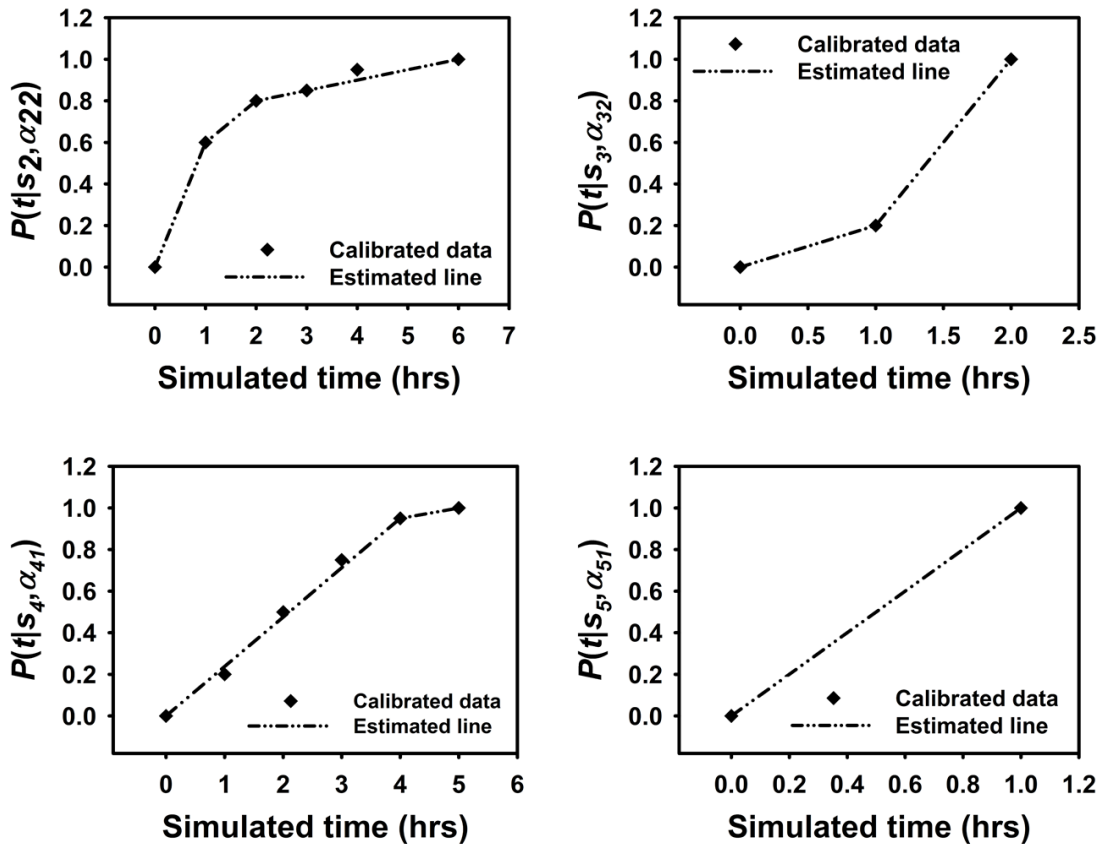 P(t|s2,α22)
1.2
1.0
0.8
0.6
0.4
0.2
0.0
Calibrated data
Estimated line
0 1 2 3 4 5 6 7
Simulated time (hrs)
P(t|s3,α32)
1.2
1.0
0.8
0.6
0.4
0.2
0.0
Calibrated data
Estimated line
0.0 0.5 1.0 1.5 2.0 2.5
Simulated time (hrs)
P(t|s4,α41)
1.2
1.0
0.8
0.6
0.4
0.2
0.0
Calibrated data
Estimated line
0 1 2 3 4 5 6
Simulated time (hrs)
P(t|s5,α51)
1.2
1.0
0.8
0.6
0.4
0.2
0.0
Calibrated data
Estimated line
0.0 0.2 0.4 0.6 0.8 1.0 1.2
Simulated time (hrs)